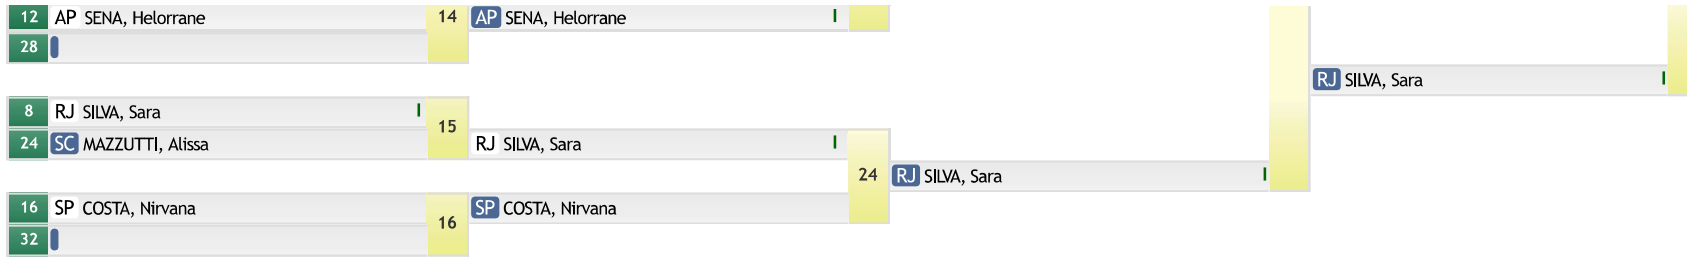 12 AP SENA, Helorrane 14 AP SENA, Helorrane I
28
RJ SILVA, Sara I
8 RJ SILVA, Sara I
15
24 SC MAZZUTTI, Alissa RJ SILVA, Sara I
24 RJ SILVA, Sara I
16 SP COSTA, Nirvana SP COSTA, Nirvana
16
32